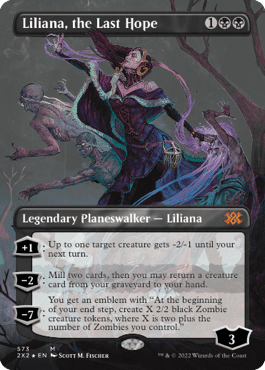 Liliana, the Last Hope 1
Legendary Planeswalker — Liliana
+1: Up to one target creature gets -2/-1 until your
next turn.
-2: Mill two cards, then you may return a creature
card from your graveyard to your hand.
-7: You get an emblem with “At the beginning
of your end step, create X 2/2 black Zombie
creature tokens, where X is two plus the
number of Zombies you control.”
3
573 M
2X2 ★ EN Scott M. Fischer
™ & © 2022 Wizards of the Coast